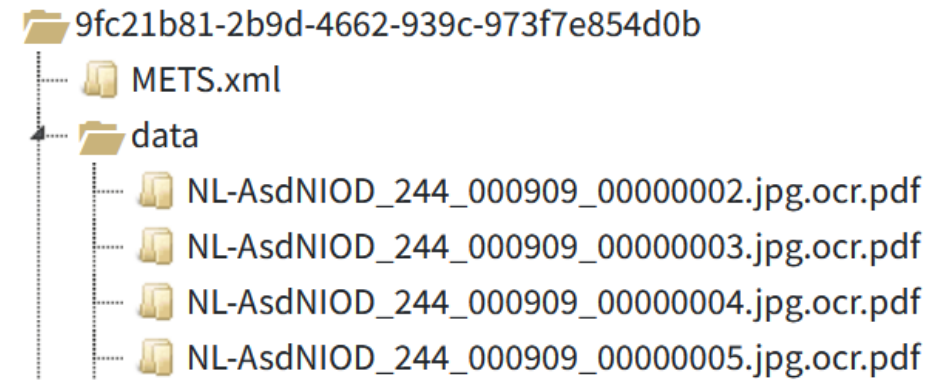 9fc21b81-2b9d-4662-939c-973f7e854d0b
METS.xml
data
NL-AsdNIOD_244_000909_00000002.jpg.ocr.pdf
NL-AsdNIOD_244_000909_00000003.jpg.ocr.pdf
NL-AsdNIOD_244_000909_00000004.jpg.ocr.pdf
NL-AsdNIOD_244_000909_00000005.jpg.ocr.pdf